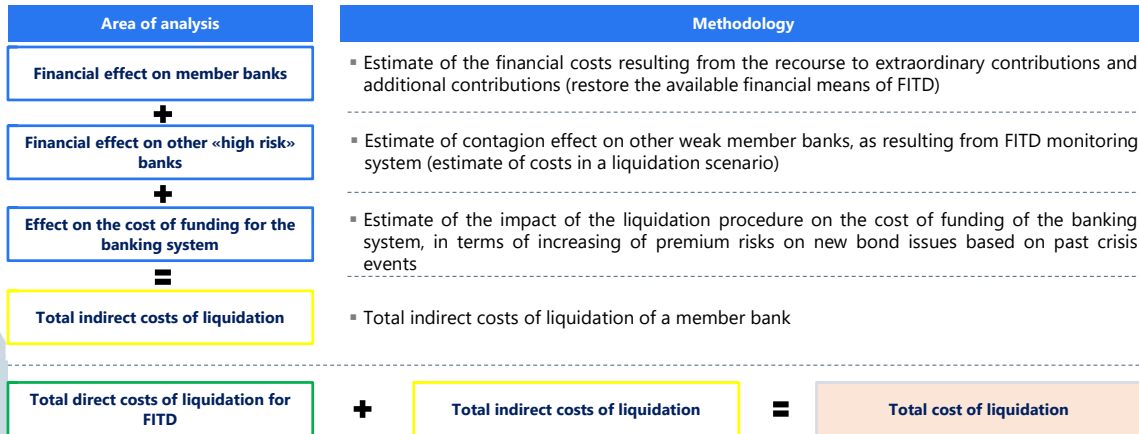 Area of analysis
Methodology
Financial effect on member banks
▪ Estimate of the financial costs resulting from the recourse to extraordinary contributions and
additional contributions (restore the available financial means of FITD)
+
Financial effect on other «high risk»
banks
▪ Estimate of contagion effect on other weak member banks, as resulting from FITD monitoring
system (estimate of costs in a liquidation scenario)
+
Effect on the cost of funding for the
banking system
▪ Estimate of the impact of the liquidation procedure on the cost of funding of the banking
system, in terms of increasing of premium risks on new bond issues based on past crisis
events
=
Total indirect costs of liquidation
▪ Total indirect costs of liquidation of a member bank
Total direct costs of liquidation for
FITD
+
Total indirect costs of liquidation
=
Total cost of liquidation